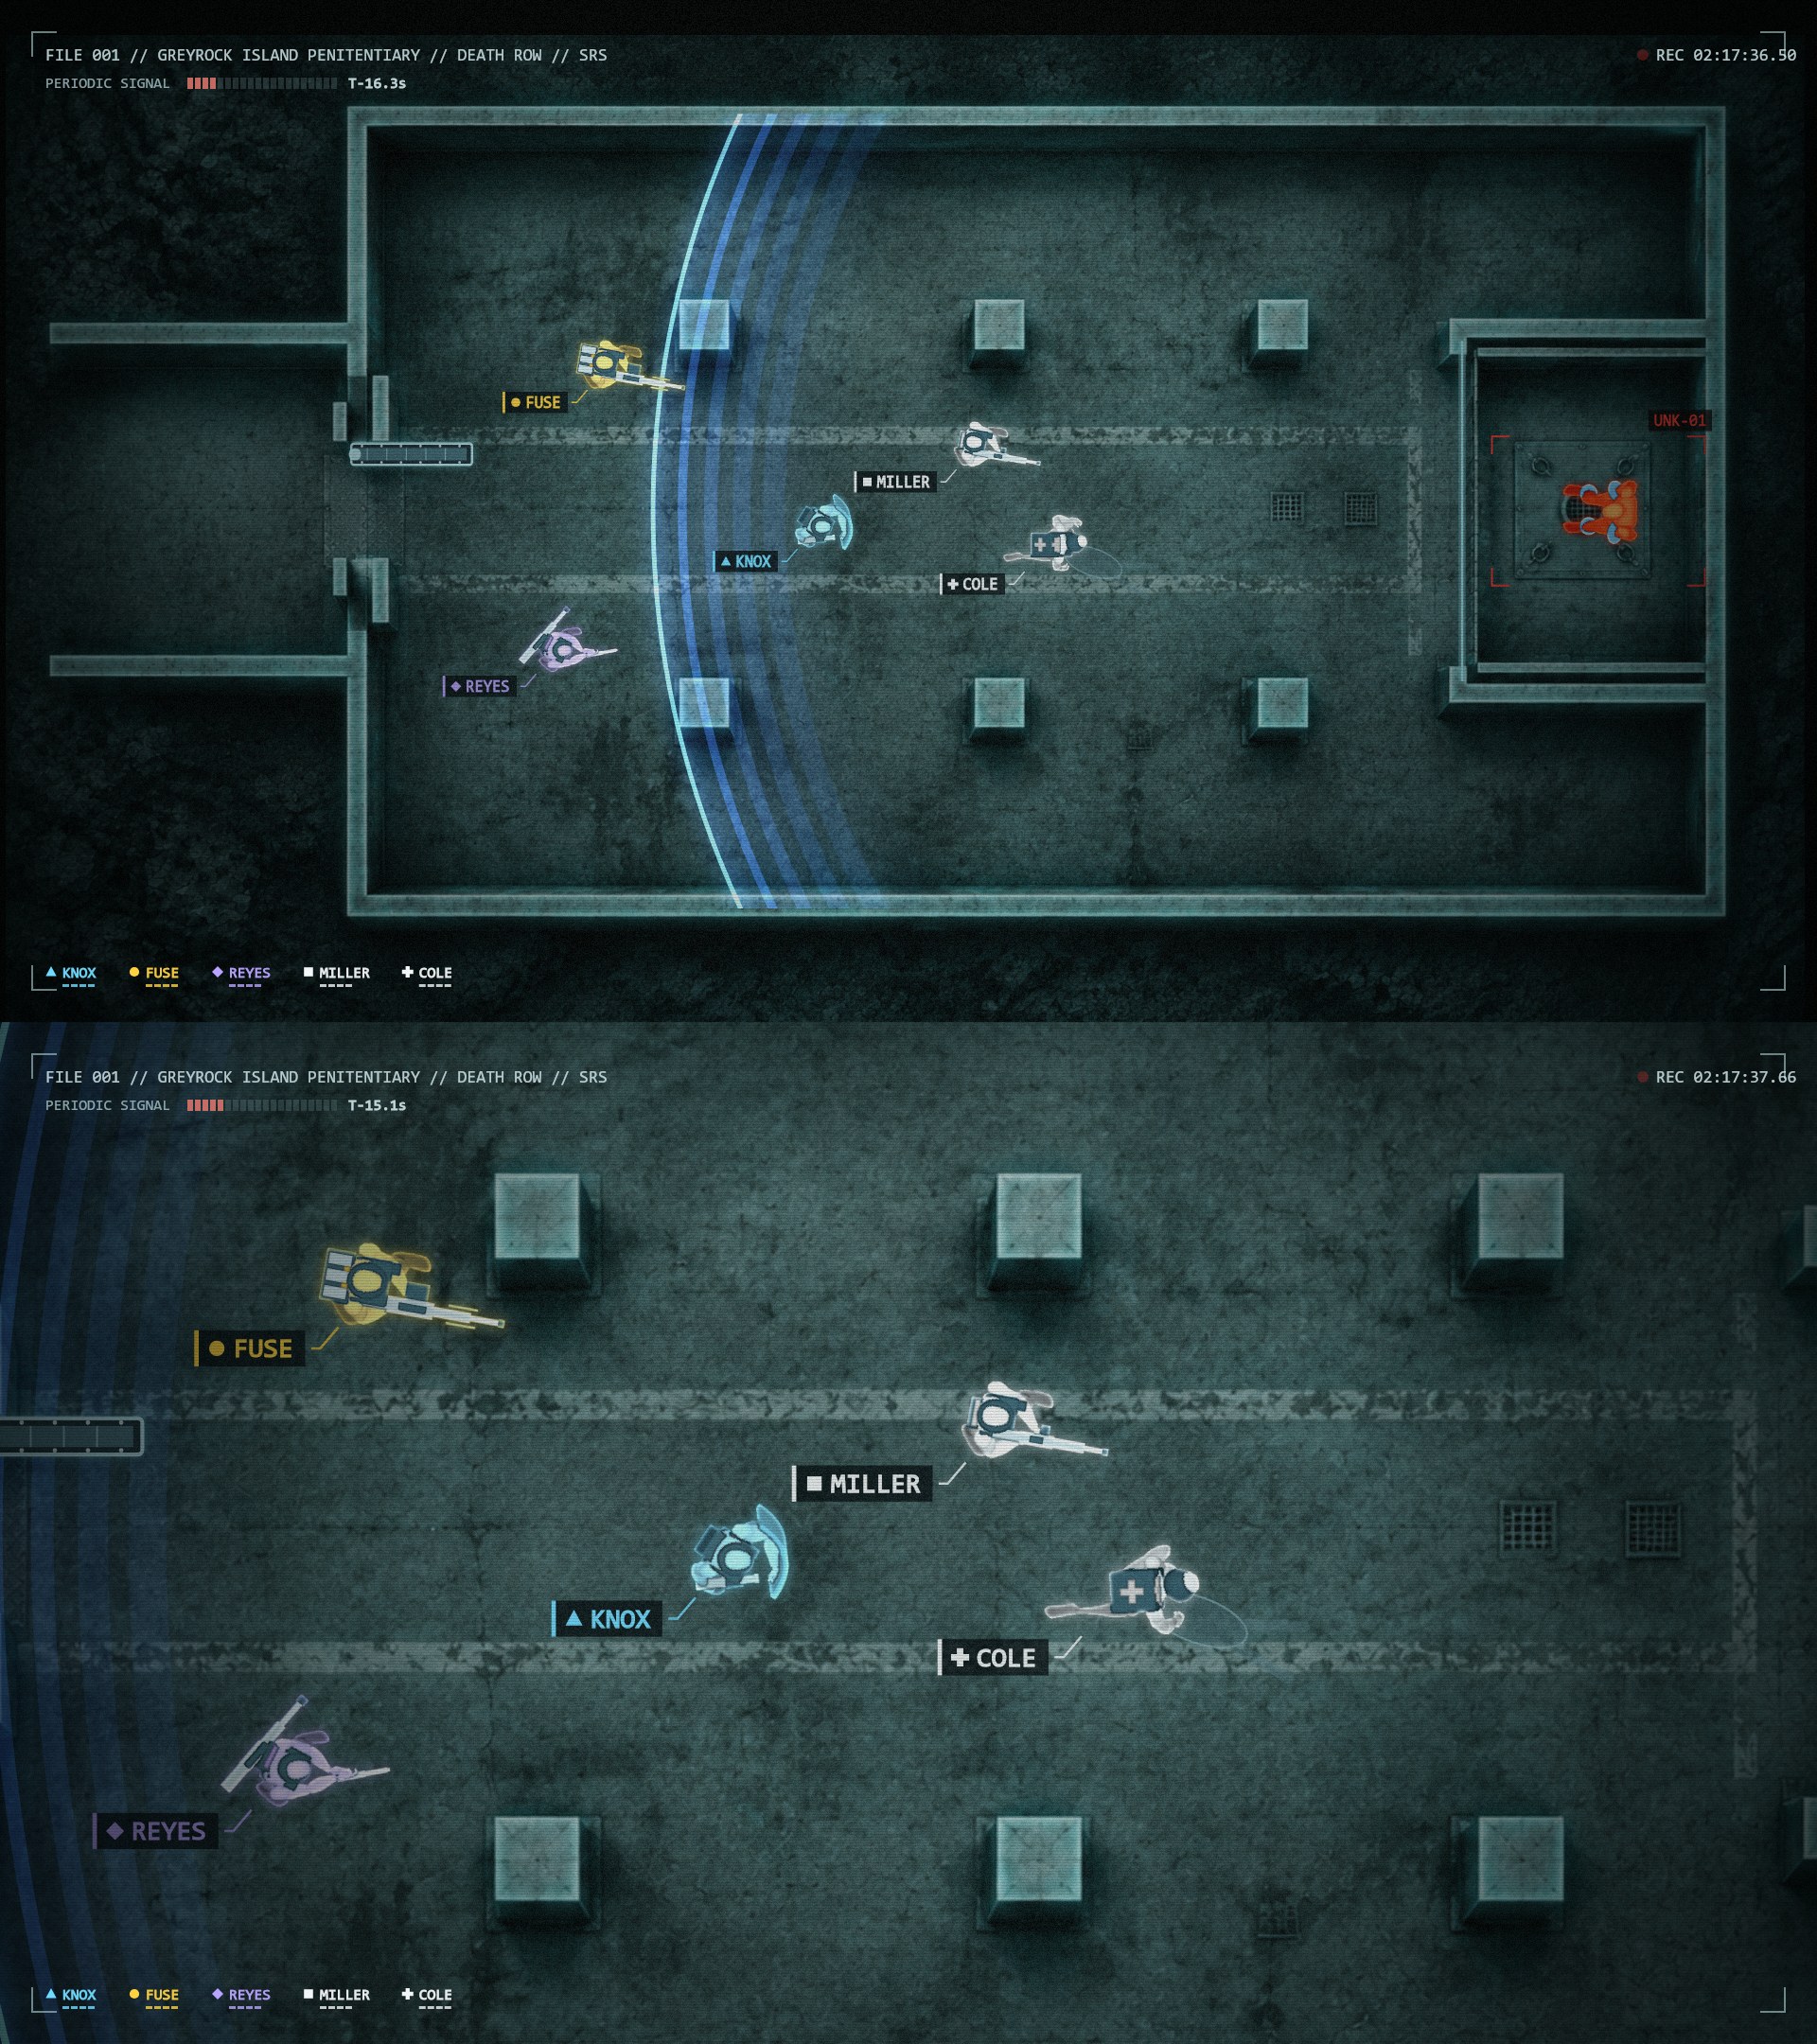 FILE 001 // GREYROCK ISLAND PENITENTIARY // DEATH ROW // SRS
REC 02:17:36.50
PERIODIC SIGNAL T-16.3s
FUSE
UNK-01
MILLER
KNOX
COLE
REYES
KNOX FUSE REYES MILLER COLE
FILE 001 // GREYROCK ISLAND PENITENTIARY // DEATH ROW // SRS
REC 02:17:37.66
PERIODIC SIGNAL T-15.1s
FUSE
MILLER
KNOX
COLE
REYES
KNOX FUSE REYES MILLER COLE